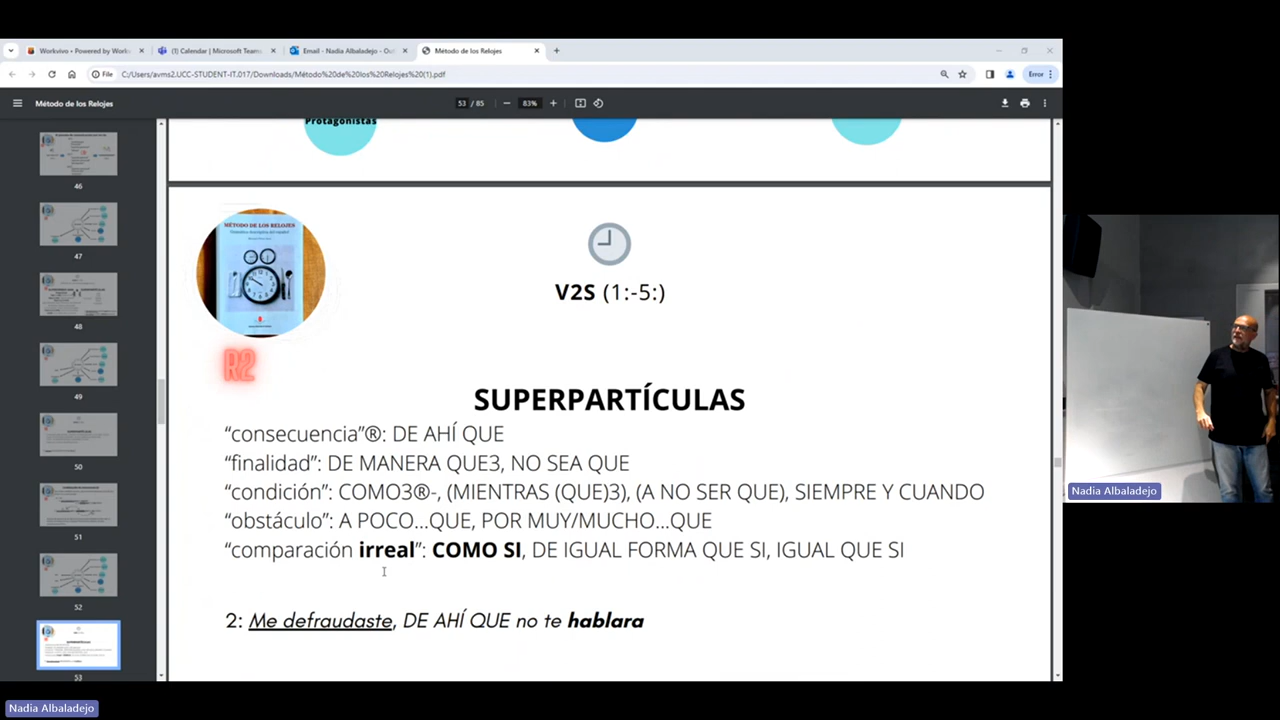 Workvivo • Powered by Work
(1) Calendar | Microsoft Teams
Email - Nadia Albaladejo - Out
Método de los Relojes
File
C:/Users/avms2.UCC-STUDENT-IT.017/Downloads/Método%20de%20los%20Relojes%20(1).pdf
Error
Método de los Relojes
53 / 85
83%
46
47
48
49
50
51
52
53
Protagonistas
MÉTODO DE LOS RELOJES
R2
V2S (1:-5:)
SUPERPARTÍCULAS
“consecuencia”®: DE AHÍ QUE
“finalidad”: DE MANERA QUE3, NO SEA QUE
“condición”: COMO3®-, (MIENTRAS (QUE)3), (A NO SER QUE), SIEMPRE Y CUANDO
“obstáculo”: A POCO...QUE, POR MUY/MUCHO...QUE
“comparación irreal”: COMO SI, DE IGUAL FORMA QUE SI, IGUAL QUE SI
2: Me defraudaste, DE AHÍ QUE no te hablara
Nadia Albaladejo
Nadia Albaladejo